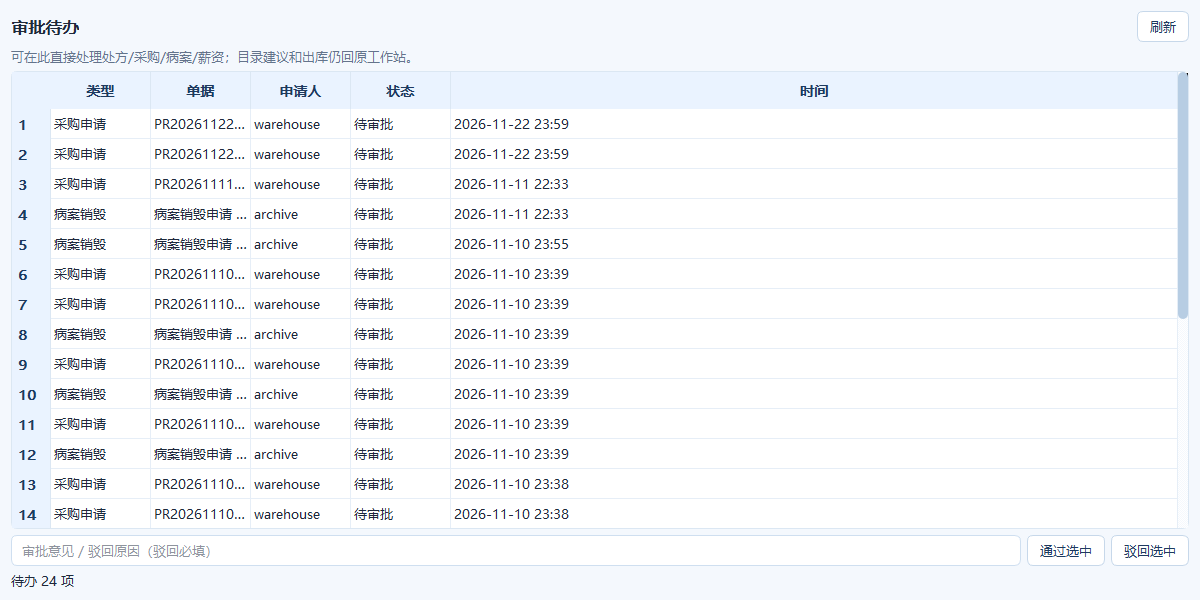 审批待办
刷新
可在此直接处理处方/采购/病案/薪资；目录建议和出库仍回原工作站。
类型 单据 申请人 状态 时间
1 采购申请 PR20261122... warehouse 待审批 2026-11-22 23:59
2 采购申请 PR20261122... warehouse 待审批 2026-11-22 23:59
3 采购申请 PR20261111... warehouse 待审批 2026-11-11 22:33
4 病案销毁 病案销毁申请 ... archive 待审批 2026-11-11 22:33
5 病案销毁 病案销毁申请 ... archive 待审批 2026-11-10 23:55
6 采购申请 PR20261110... warehouse 待审批 2026-11-10 23:39
7 采购申请 PR20261110... warehouse 待审批 2026-11-10 23:39
8 病案销毁 病案销毁申请 ... archive 待审批 2026-11-10 23:39
9 采购申请 PR20261110... warehouse 待审批 2026-11-10 23:39
10 病案销毁 病案销毁申请 ... archive 待审批 2026-11-10 23:39
11 采购申请 PR20261110... warehouse 待审批 2026-11-10 23:39
12 病案销毁 病案销毁申请 ... archive 待审批 2026-11-10 23:39
13 采购申请 PR20261110... warehouse 待审批 2026-11-10 23:38
14 采购申请 PR20261110... warehouse 待审批 2026-11-10 23:38
审批意见 / 驳回原因（驳回必填） 通过选中 驳回选中
待办 24 项